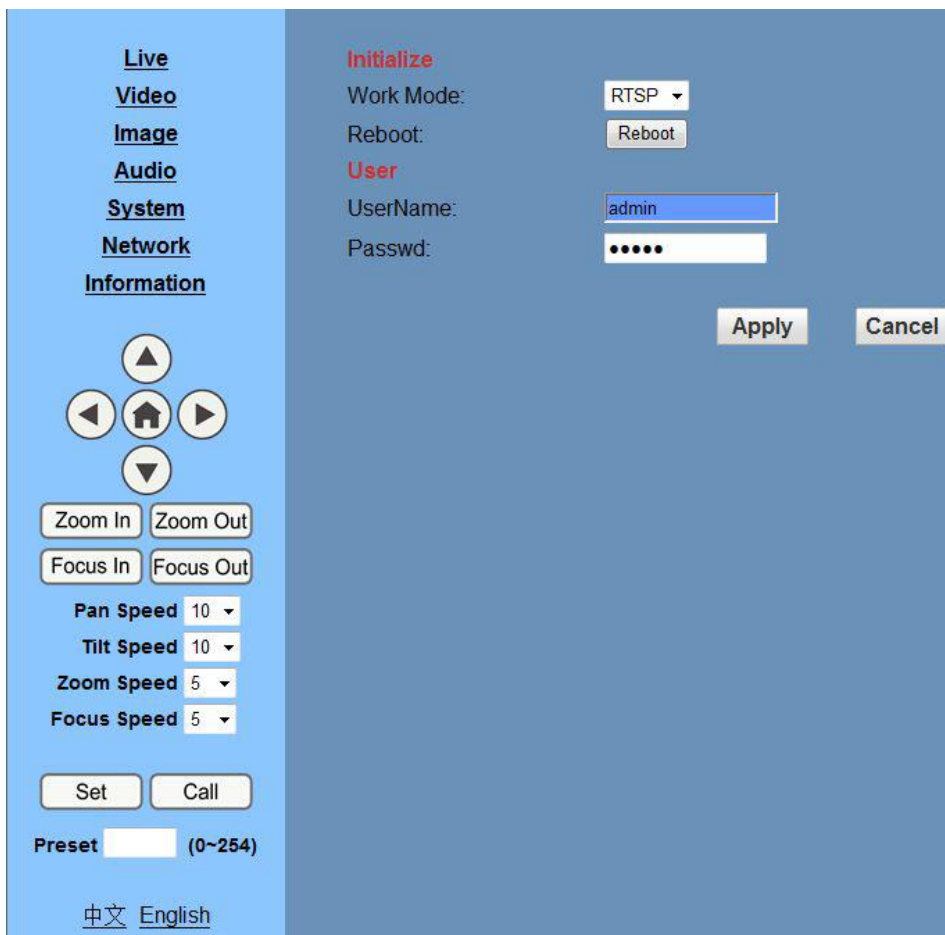 Live
Video
Image
Audio
System
Network
Information
Zoom In Zoom Out
Focus In Focus Out
Pan Speed 10
Tilt Speed 10
Zoom Speed 5
Focus Speed 5
Set Call
Preset (0~254)
中文 English
Initialize
Work Mode: RTSP
Reboot: Reboot
User
UserName: admin
Passwd: •••••
Apply Cancel